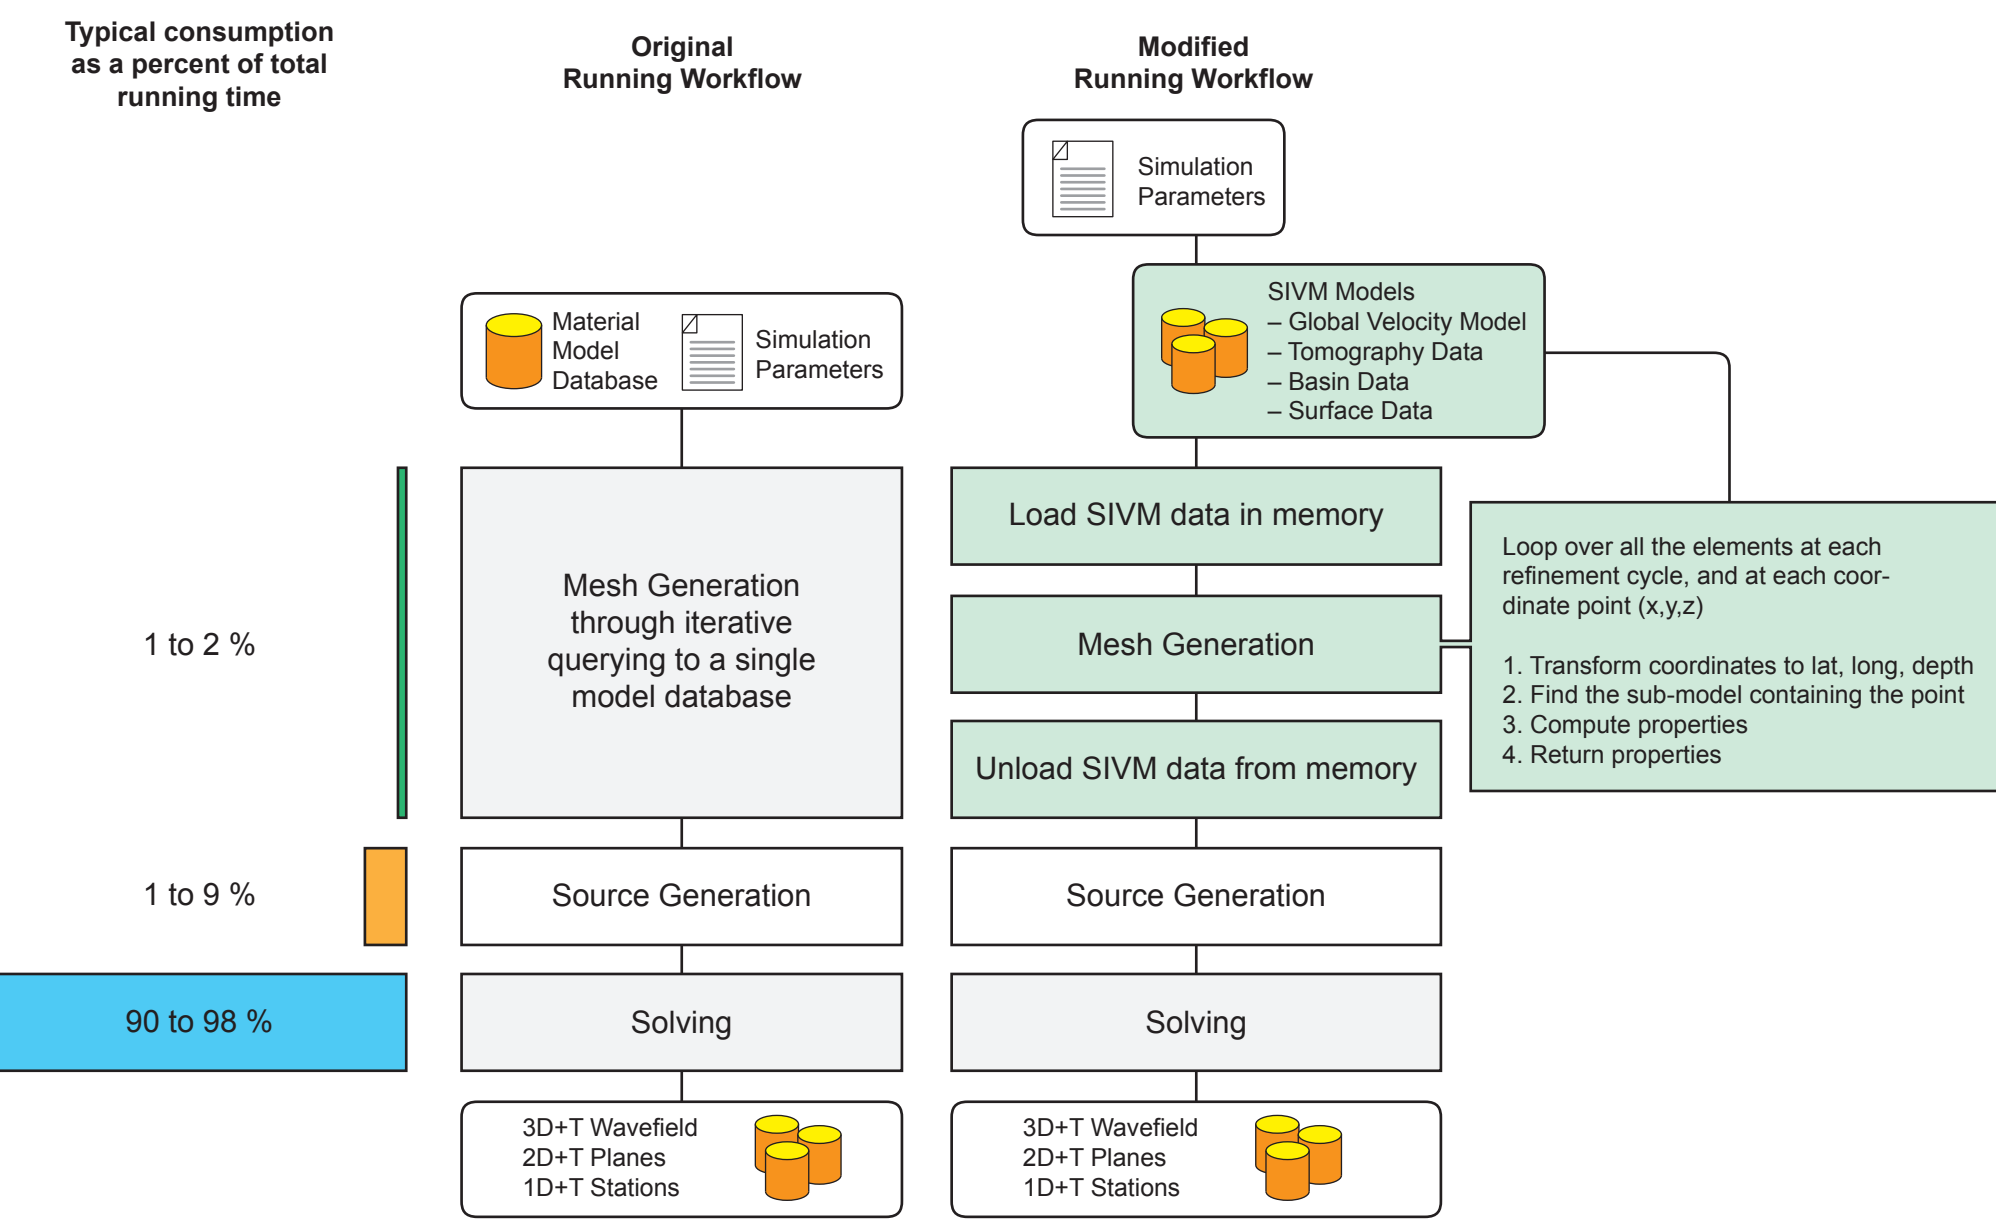 Typical consumption
as a percent of total
running time
Original
Running Workflow
Modified
Running Workflow
Simulation
Parameters
Material
Model
Database
Simulation
Parameters
SIVM Models
– Global Velocity Model
– Tomography Data
– Basin Data
– Surface Data
1 to 2 %
Mesh Generation
through iterative
querying to a single
model database
Load SIVM data in memory
Mesh Generation
Unload SIVM data from memory
Loop over all the elements at each
refinement cycle, and at each coor-
dinate point (x,y,z)
1. Transform coordinates to lat, long, depth
2. Find the sub-model containing the point
3. Compute properties
4. Return properties
1 to 9 %
Source Generation
Source Generation
90 to 98 %
Solving
Solving
3D+T Wavefield
2D+T Planes
1D+T Stations
3D+T Wavefield
2D+T Planes
1D+T Stations